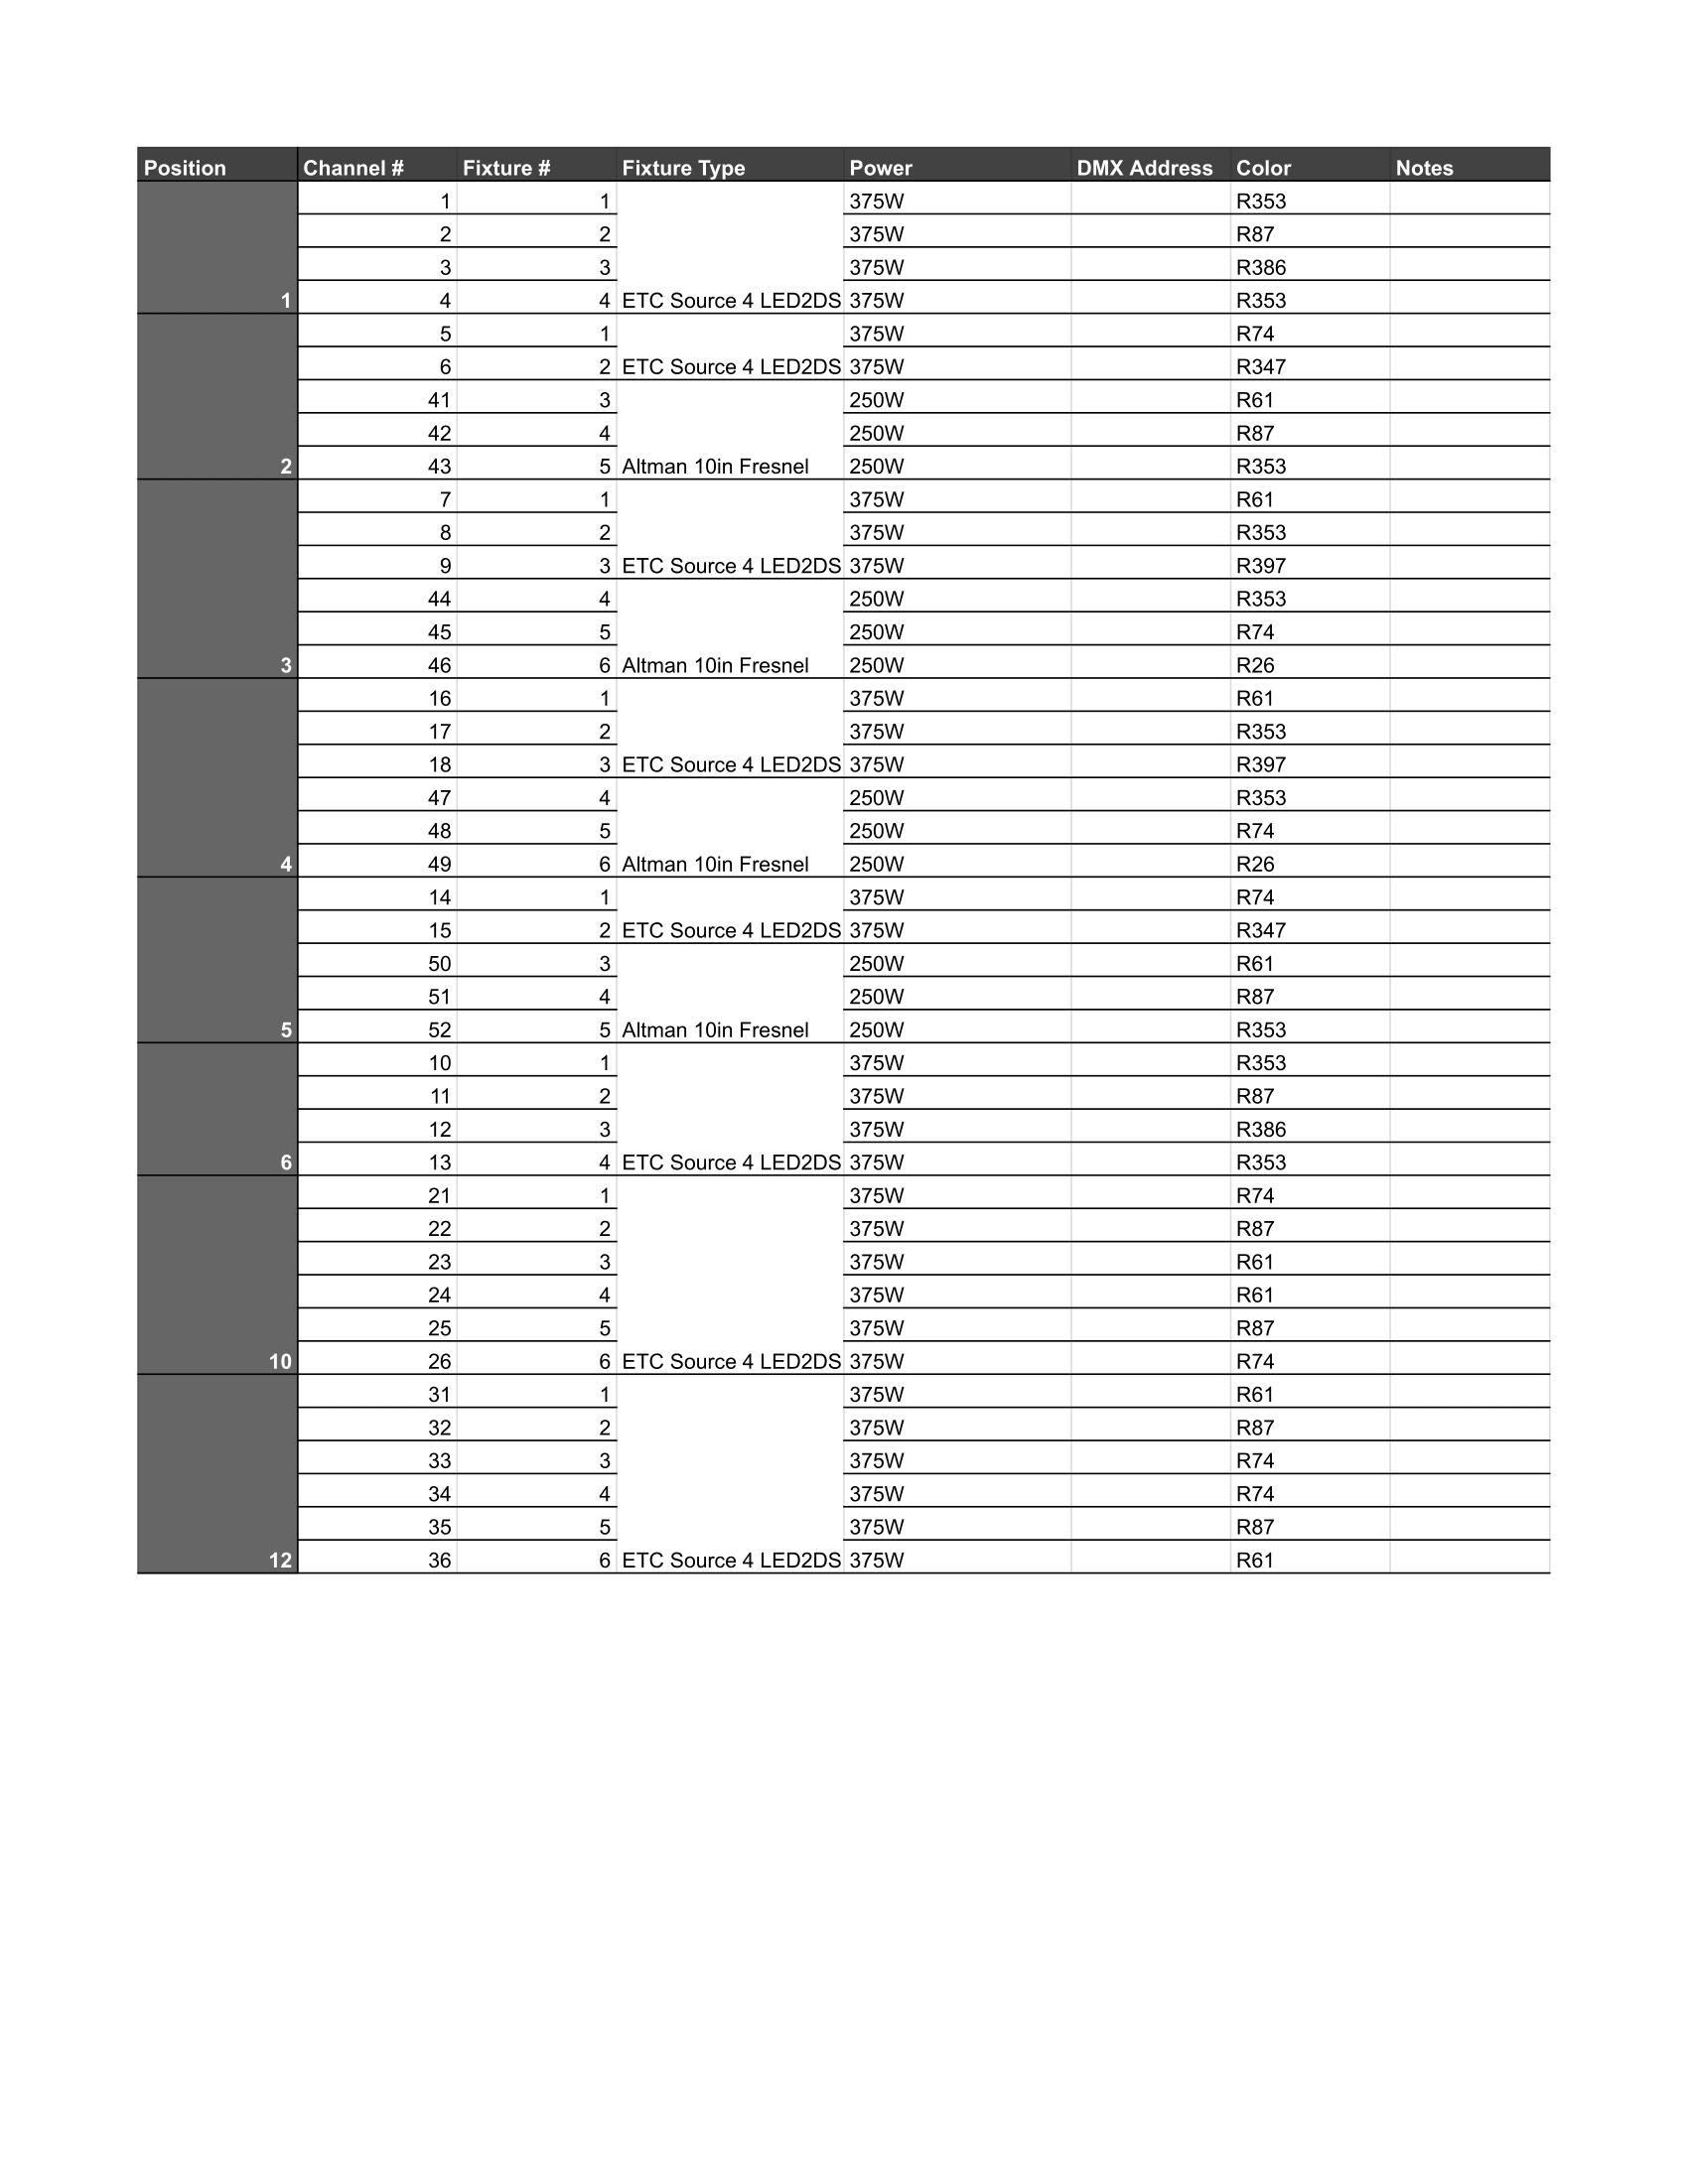 Position Channel # Fixture # Fixture Type Power DMX Address Color Notes
1 1 375W R353
2 2 375W R87
3 3 375W R386
1 4 4 ETC Source 4 LED2DS 375W R353
5 1 375W R74
6 2 ETC Source 4 LED2DS 375W R347
41 3 250W R61
42 4 250W R87
2 43 5 Altman 10in Fresnel 250W R353
7 1 375W R61
8 2 375W R353
9 3 ETC Source 4 LED2DS 375W R397
44 4 250W R353
45 5 250W R74
3 46 6 Altman 10in Fresnel 250W R26
16 1 375W R61
17 2 375W R353
18 3 ETC Source 4 LED2DS 375W R397
47 4 250W R353
48 5 250W R74
4 49 6 Altman 10in Fresnel 250W R26
14 1 375W R74
15 2 ETC Source 4 LED2DS 375W R347
50 3 250W R61
51 4 250W R87
5 52 5 Altman 10in Fresnel 250W R353
10 1 375W R353
11 2 375W R87
12 3 375W R386
6 13 4 ETC Source 4 LED2DS 375W R353
21 1 375W R74
22 2 375W R87
23 3 375W R61
24 4 375W R61
25 5 375W R87
10 26 6 ETC Source 4 LED2DS 375W R74
31 1 375W R61
32 2 375W R87
33 3 375W R74
34 4 375W R74
35 5 375W R87
12 36 6 ETC Source 4 LED2DS 375W R61